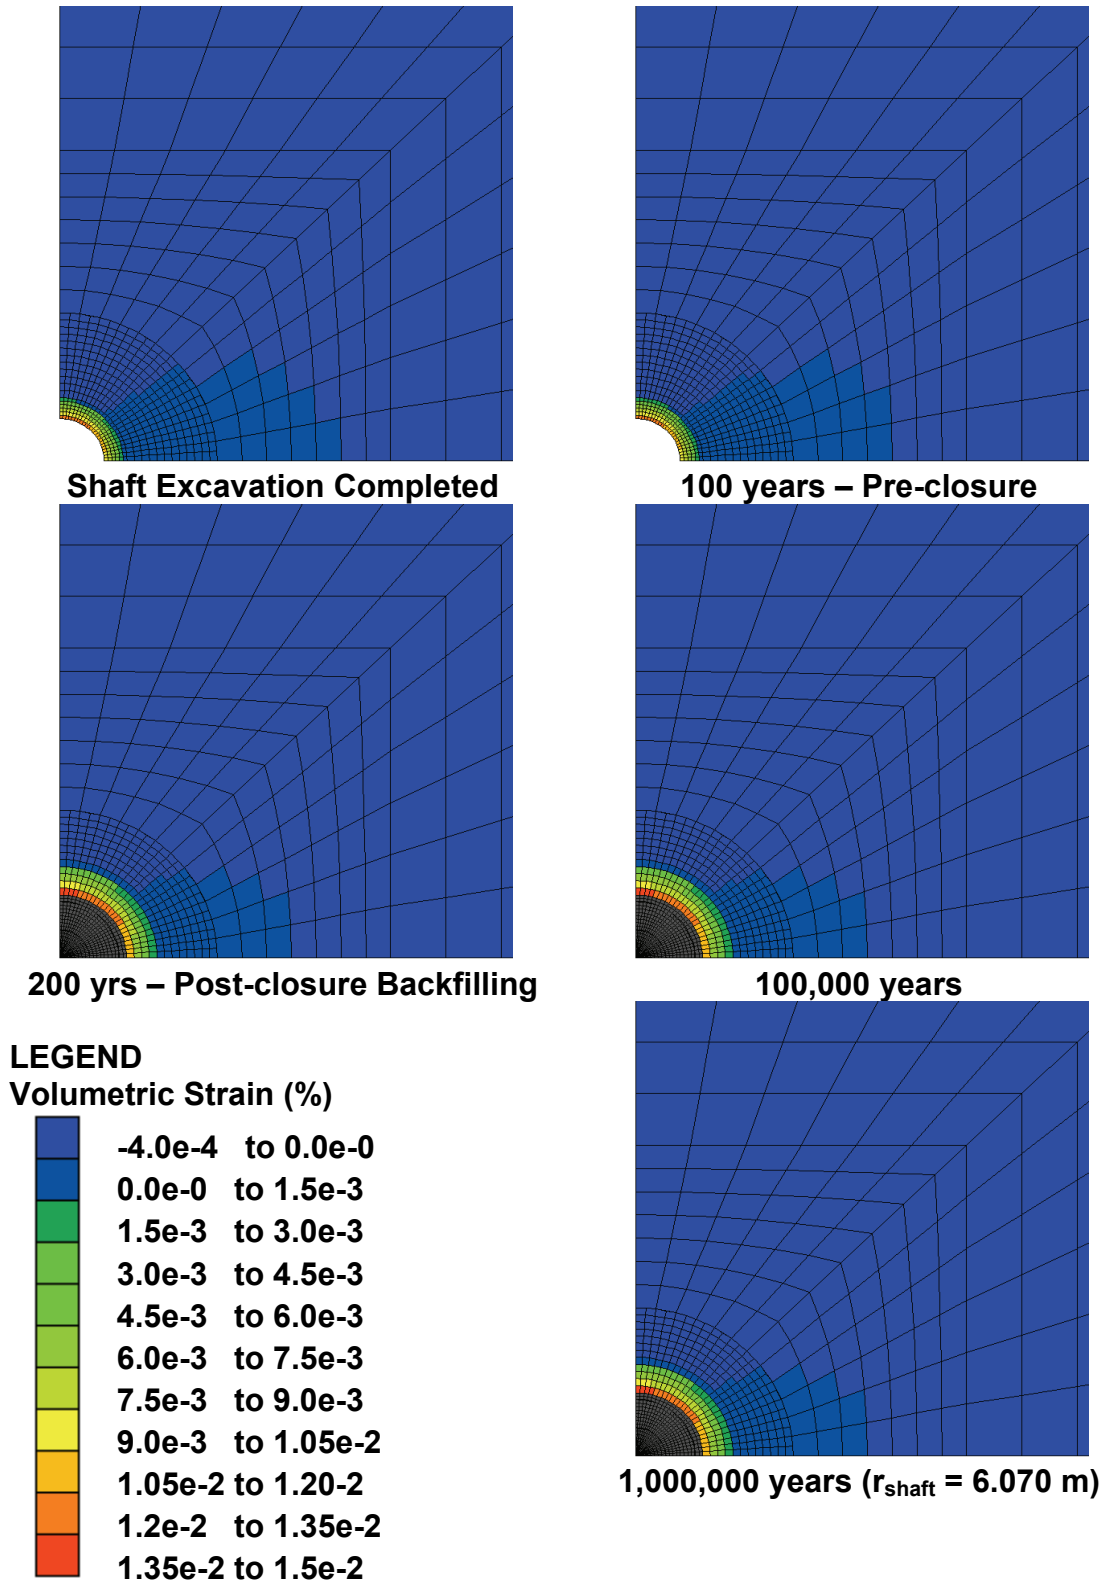 Shaft Excavation Completed
100 years – Pre-closure
200 yrs – Post-closure Backfilling
100,000 years
LEGEND
Volumetric Strain (%)
-4.0e-4 to 0.0e-0
0.0e-0 to 1.5e-3
1.5e-3 to 3.0e-3
3.0e-3 to 4.5e-3
4.5e-3 to 6.0e-3
6.0e-3 to 7.5e-3
7.5e-3 to 9.0e-3
9.0e-3 to 1.05e-2
1.05e-2 to 1.20-2
1.2e-2 to 1.35e-2
1.35e-2 to 1.5e-2
1,000,000 years (rshaft = 6.070 m)